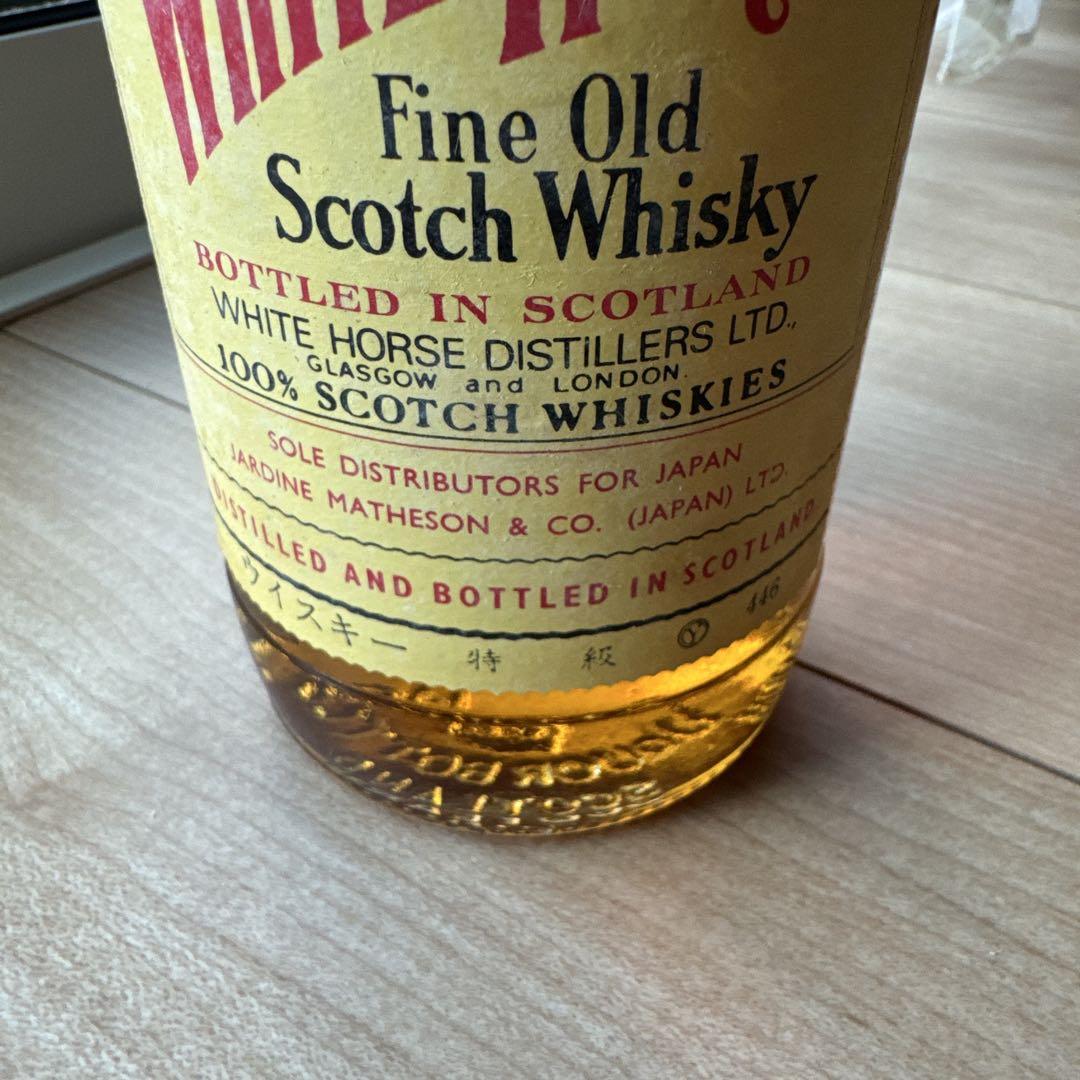 Fine Old
Scotch Whisky
BOTTLED IN SCOTLAND
WHITE HORSE DISTILLERS LTD.,
GLASGOW and LONDON.
100% SCOTCH WHISKIES
SOLE DISTRIBUTORS FOR JAPAN
JARDINE MATHESON & CO. (JAPAN) LTD.
DISTILLED AND BOTTLED IN SCOTLAND
ウイスキー 特級 Ⓨ 446